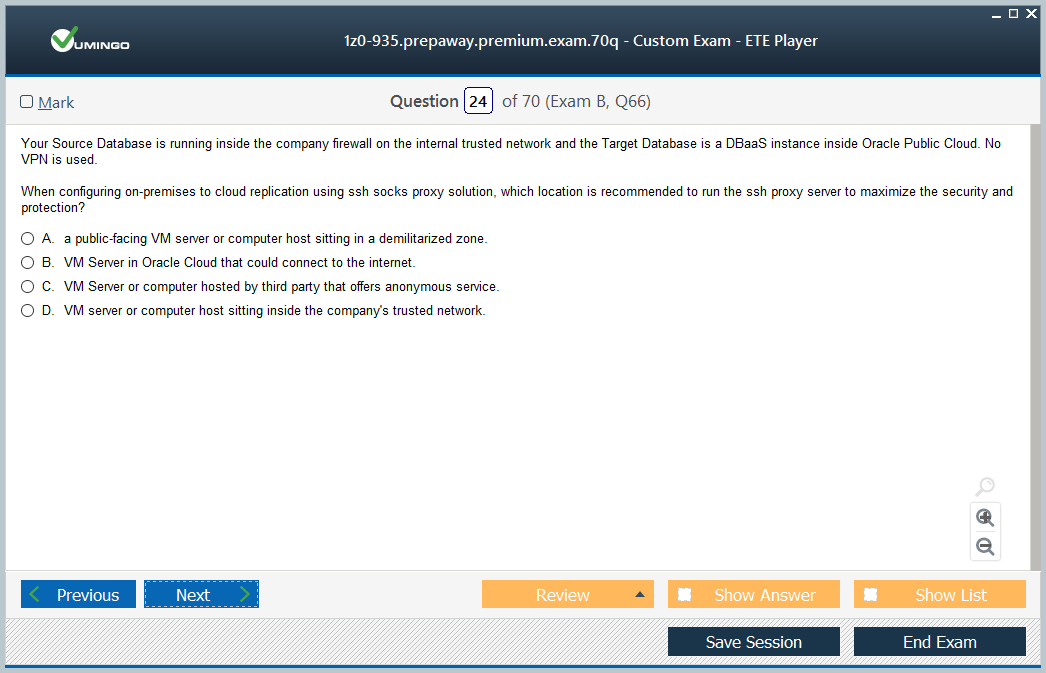 VUMINGO
1z0-935.prepaway.premium.exam.70q - Custom Exam - ETE Player
Mark
Question 24 of 70 (Exam B, Q66)
Your Source Database is running inside the company firewall on the internal trusted network and the Target Database is a DBaaS instance inside Oracle Public Cloud. No
VPN is used.
When configuring on-premises to cloud replication using ssh socks proxy solution, which location is recommended to run the ssh proxy server to maximize the security and
protection?
A. a public-facing VM server or computer host sitting in a demilitarized zone.
B. VM Server in Oracle Cloud that could connect to the internet.
C. VM Server or computer hosted by third party that offers anonymous service.
D. VM server or computer host sitting inside the company's trusted network.
Previous Next Review Show Answer Show List
Save Session End Exam